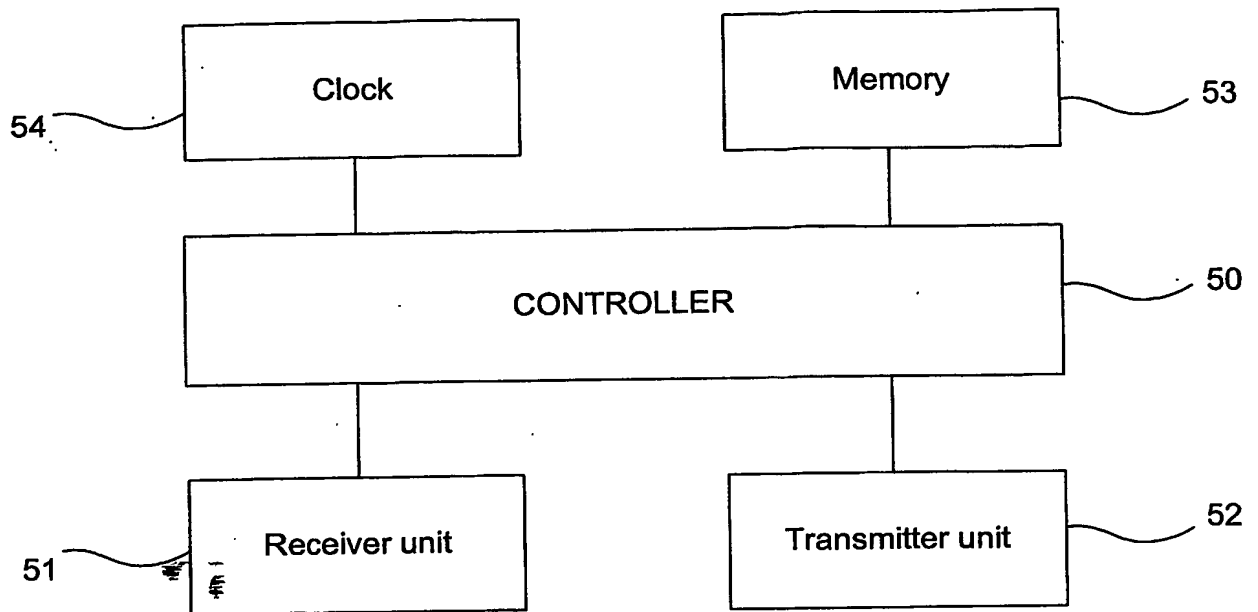 Clock
Memory
54
53
CONTROLLER
50
Receiver unit
Transmitter unit
51
52